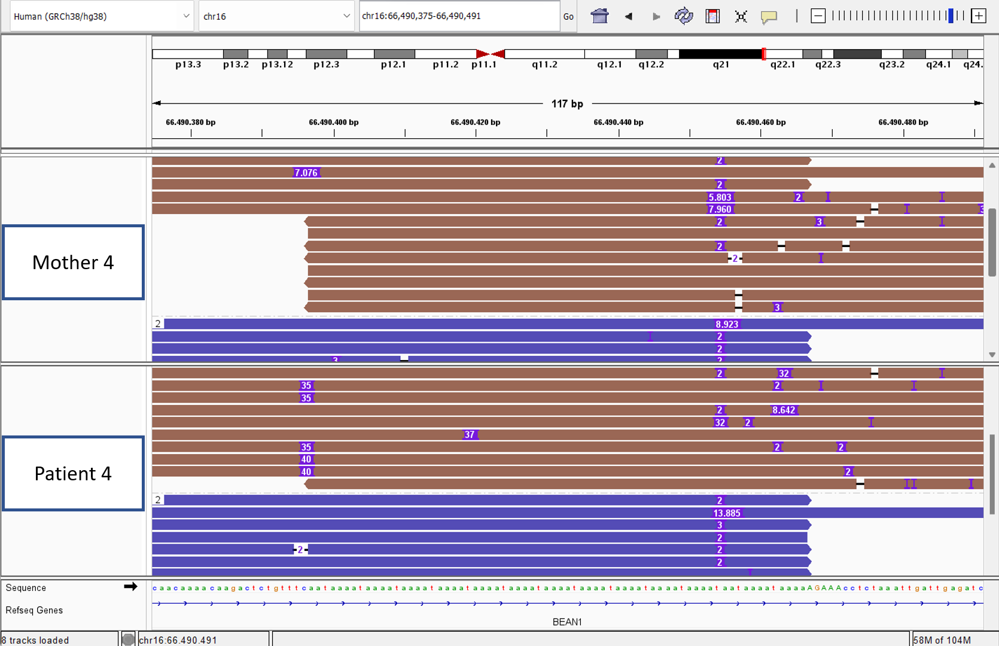 Human (GRCh38/hg38) chr16 chr16:66,490,375-66,490,491 Go
p13.3 p13.2 p13.12 p12.3 p12.1 p11.2 p11.1 q11.2 q12.1 q12.2 q21 q22.1 q22.3 q23.2 q24.1 q24.
117 bp
66.490.380 bp 66.490.400 bp 66.490.420 bp 66.490.440 bp 66.490.460 bp 66.490.480 bp
2
7.076
2
5.803 2
7.960 3
2 3
2
2
3
Mother 4
2 8.923
2
2
3 2
2 32
35 2
35
2 8.642
32 2
37
35 2 2
40
40 2
Patient 4
2 2
13.885
3
2
2 2
2
Sequence caacaaaacaagactctgtttcaataaaataaaataaaataaaataaaataaaataaaataaaataaaataaaataaaataaaataataaaataaaaAGAAAcctctaaattgattgagatc
Refseq Genes
BEAN1
8 tracks loaded chr16:66.490.491 58M of 104M